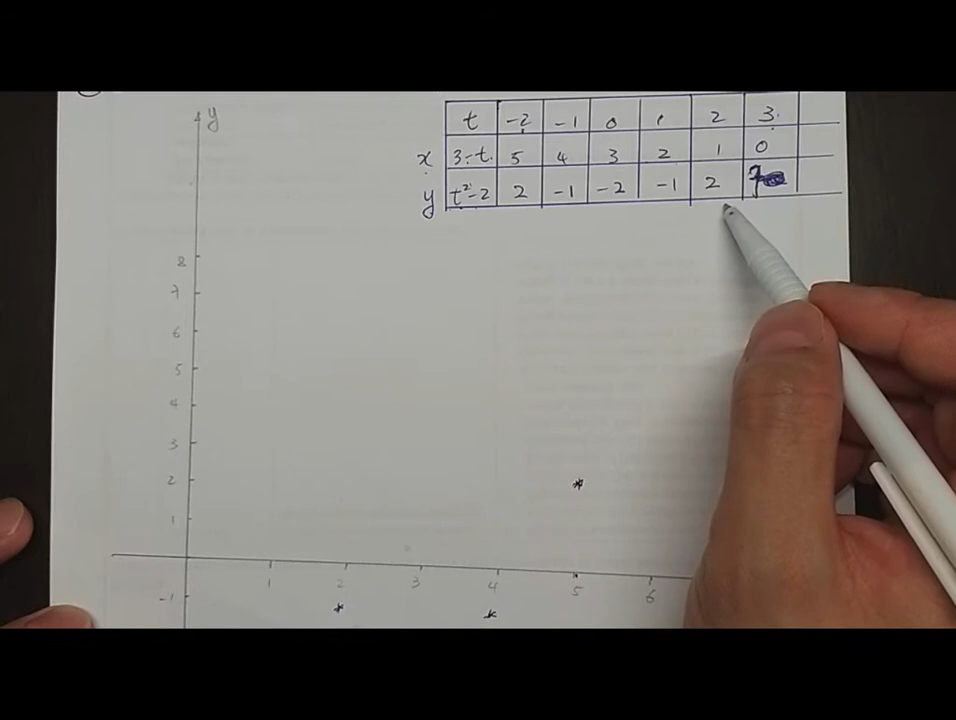 y
t -2 -1 0 1 2 3
x 3-t 5 4 3 2 1 0
y t²-2 2 -1 -2 -1 2 7
8
7
6
5
4
3
2
1
1 2 3 4 5 6
-1